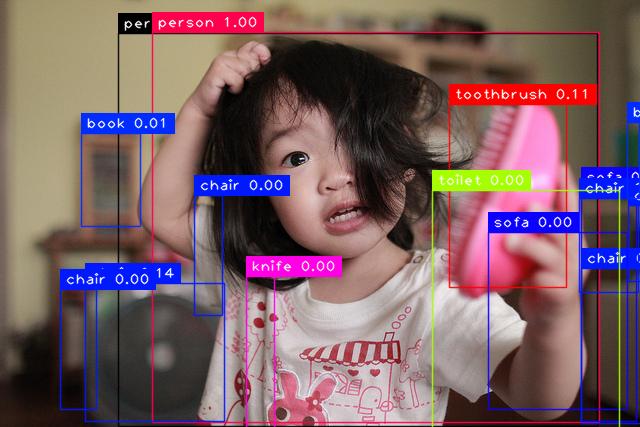 per
person 1.00
toothbrush 0.11
book 0.01
toilet 0.00
chair 0.00
chair
sofa 0.00
chair
knife 0.00
14
chair 0.00